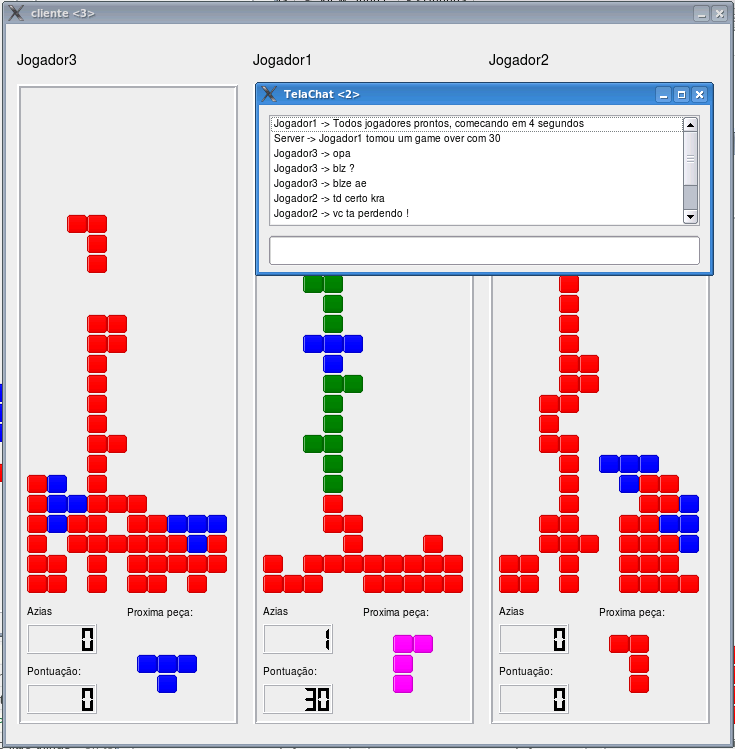 cliente <3>
Jogador3
Jogador1
Jogador2
TelaChat <2>
Jogador1 -> Todos jogadores prontos, comecando em 4 segundos
Server -> Jogador1 tomou um game over com 30
Jogador3 -> opa
Jogador3 -> blz ?
Jogador3 -> blze ae
Jogador2 -> td certo kra
Jogador2 -> vc ta perdendo !
Azias
Proxima peça:
0
Pontuação:
0
Azias
Proxima peça:
1
Pontuação:
30
Azias
Proxima peça:
0
Pontuação:
0